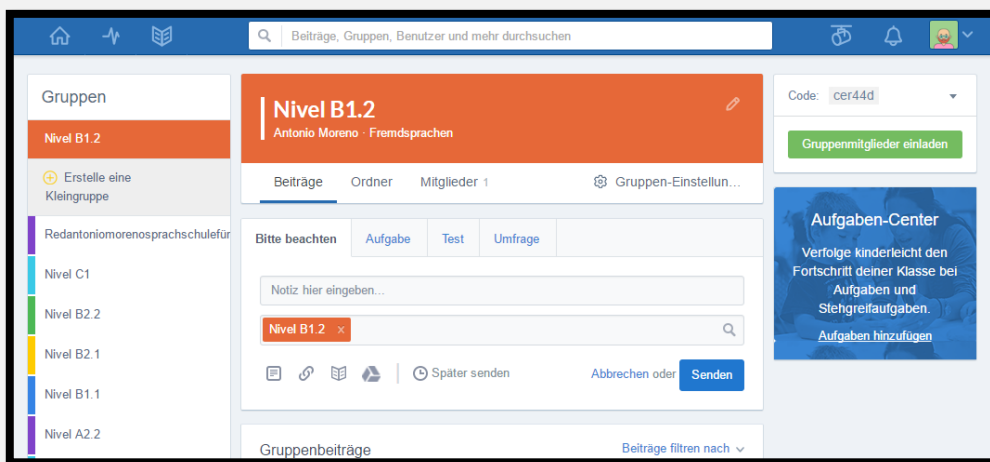 Beiträge, Gruppen, Benutzer und mehr durchsuchen
Gruppen
Nivel B1.2
Erstelle eine
Kleingruppe
Redantoniomorenosprachschulefür
Nivel C1
Nivel B2.2
Nivel B2.1
Nivel B1.1
Nivel A2.2
Nivel B1.2
Antonio Moreno · Fremdsprachen
Beiträge Ordner Mitglieder 1 Gruppen-Einstellun...
Bitte beachten Aufgabe Test Umfrage
Notiz hier eingeben...
Nivel B1.2 ×
Später senden Abbrechen oder Senden
Gruppenbeiträge Beiträge filtren nach
Code: cer44d
Gruppenmitglieder einladen
Aufgaben-Center
Verfolge kinderleicht den
Fortschritt deiner Klasse bei
Aufgaben und
Stehgreifaufgaben.
Aufgaben hinzufügen